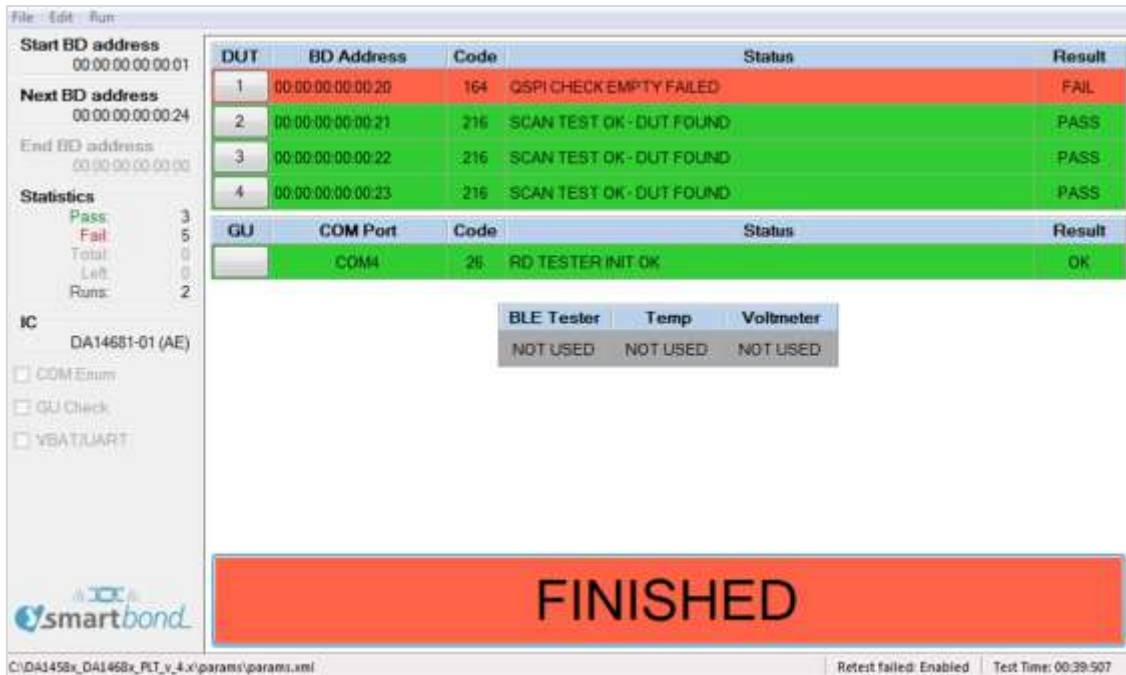 File Edit Run
Start BD address
00:00:00:00:00:01
Next BD address
00:00:00:00:00:24
End BD address
00:00:00:00:00:00
Statistics
Pass: 3
Fail: 5
Total: 0
Left: 0
Runs: 2
IC
DA14681-01 (AE)
COM Enum
GU Check
VBAT/UART
smartbond
DUT BD Address Code Status Result
1 00:00:00:00:00:20 164 QSPI CHECK EMPTY FAILED FAIL
2 00:00:00:00:00:21 216 SCAN TEST OK - DUT FOUND PASS
3 00:00:00:00:00:22 216 SCAN TEST OK - DUT FOUND PASS
4 00:00:00:00:00:23 216 SCAN TEST OK - DUT FOUND PASS
GU COM Port Code Status Result
COM4 26 RD TESTER INIT OK OK
BLE Tester Temp Voltmeter
NOT USED NOT USED NOT USED
FINISHED
C:\DA1458x_DA1468x_PLT_v_4.x\params\params.xml Retest failed: Enabled Test Time: 00:39:507